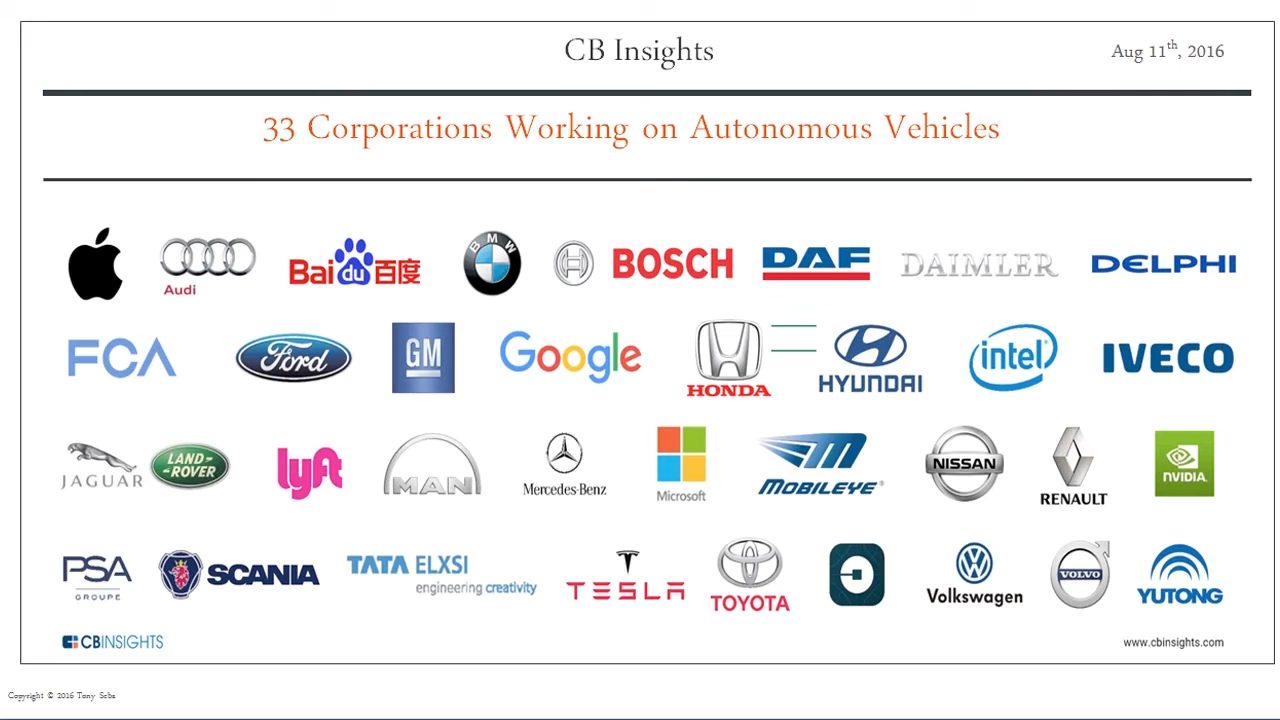 CB Insights
Aug 11th, 2016
33 Corporations Working on Autonomous Vehicles
Audi
Bai du 百度
BMW
BOSCH
DAF
DAIMLER
DELPHI
FCA
Ford
GM
Google
HONDA
HYUNDAI
intel
IVECO
JAGUAR
LAND-
-ROVER
lyft
MAN
Mercedes-Benz
Microsoft
MOBILEYE®
NISSAN
RENAULT
NVIDIA
PSA
GROUPE
SCANIA
TATA ELXSI
engineering creativity
TESLA
TOYOTA
Volkswagen
VOLVO
YUTONG
CBINSIGHTS
www.cbinsights.com
Copyright © 2016 Tony Seba